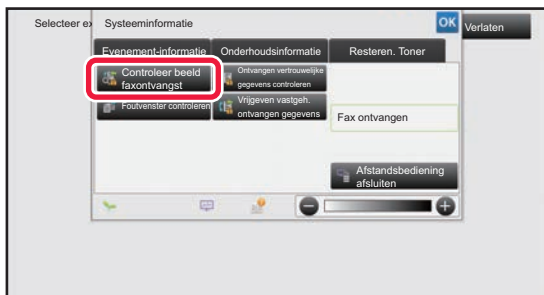 Selecteer ex
Systeeminformatie
OK
Verlaten
Evenement-informatie
Onderhoudsinformatie
Resteren. Toner
Controleer beeld
faxontvangst
Ontvangen vertrouwelijke
gegevens controleren
Foutvenster controleren
Vrijgeven vastgeh.
ontvangen gegevens
Fax ontvangen
Afstandsbediening
afsluiten